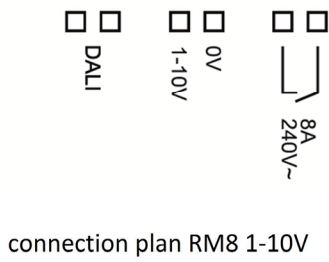 DALI
1-10V
0V
8A
240V~
connection plan RM8 1-10V